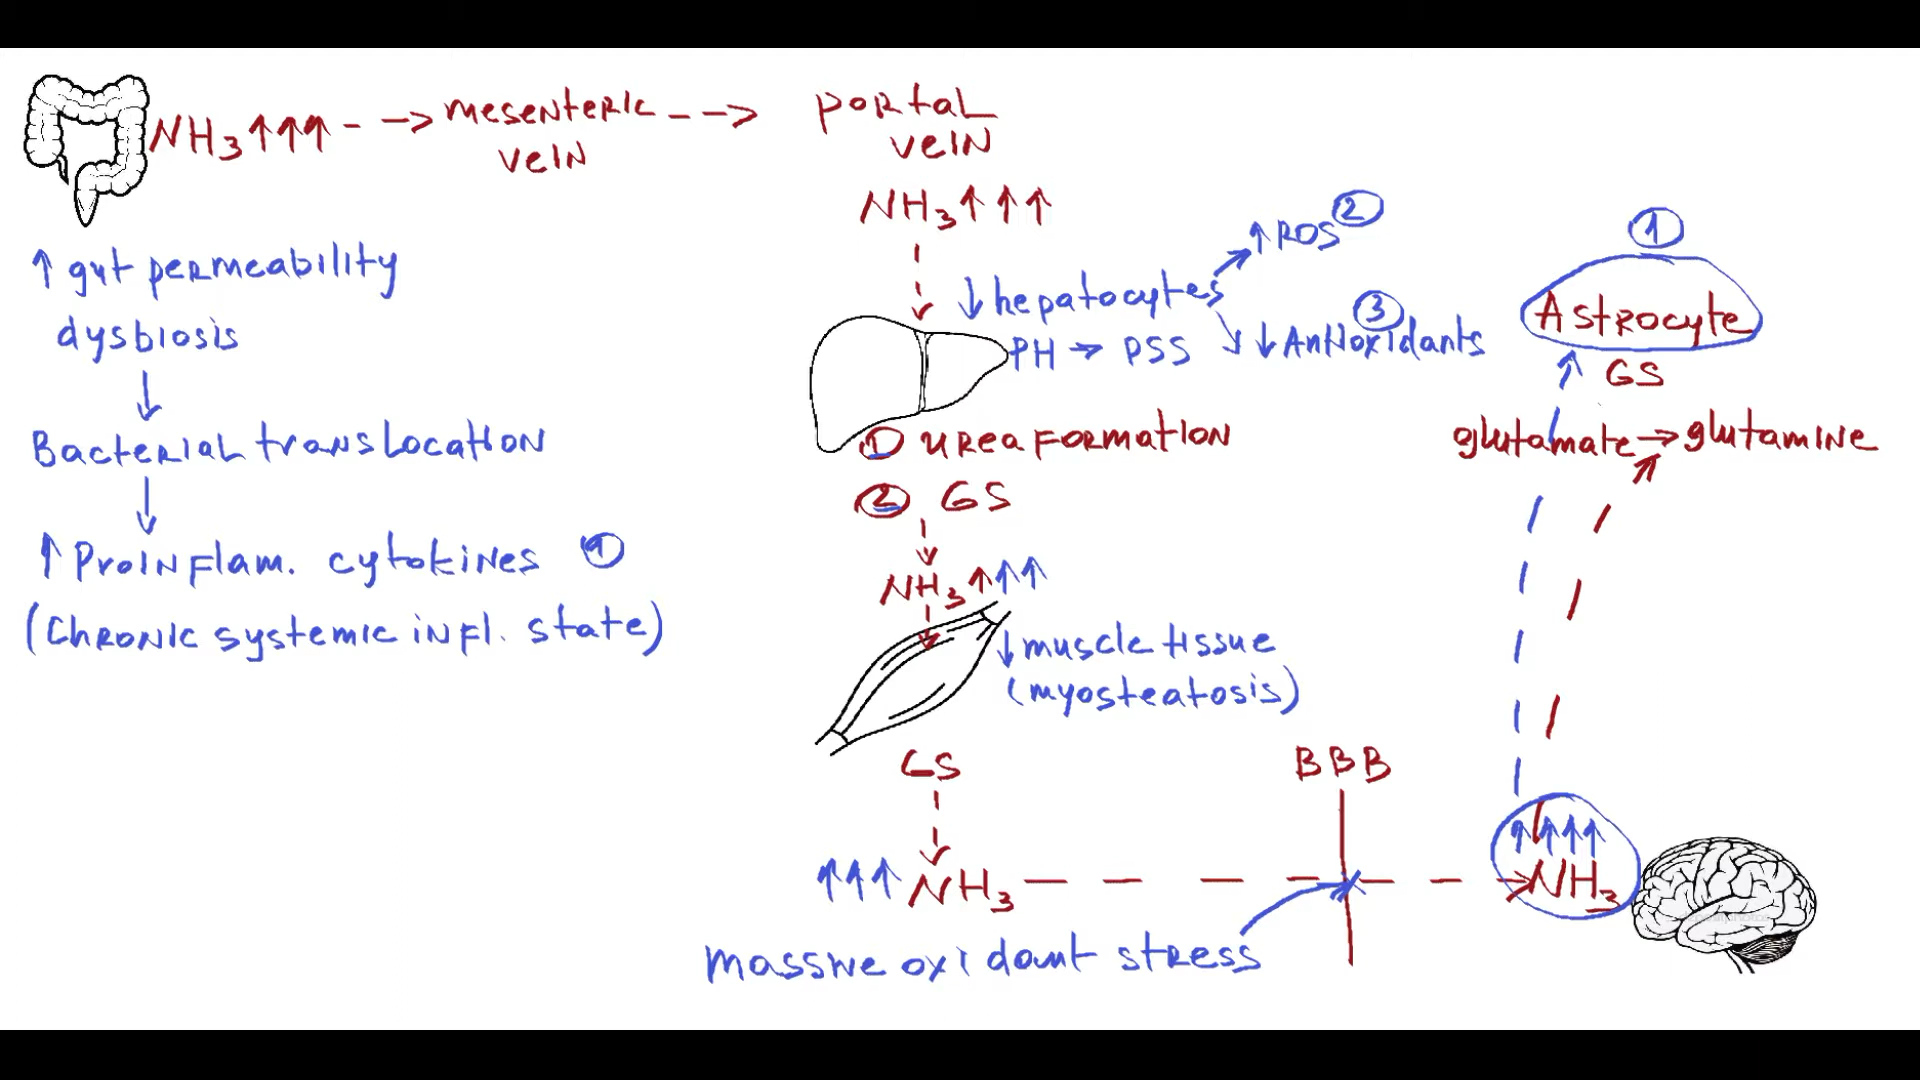 NH3↑↑↑ --> mesenteric vein --> portal vein
NH3↑↑↑
↑ gut permeability
dysbiosis
↓
Bacterial translocation
↓
↑ ProInflam. cytokines ①
(Chronic systemic infl. state)
↓ hepatocytes
↑ ROS ②
↓ Antioxidants ③
PH → PSS
① urea formation
② GS
NH3↑↑↑
↓ muscle tissue
(myosteatosis)
GS
↑↑↑ NH3
massive oxidant stress
BBB
①
Astrocyte
↑ GS
glutamate → glutamine
↑↑↑↑
NH3